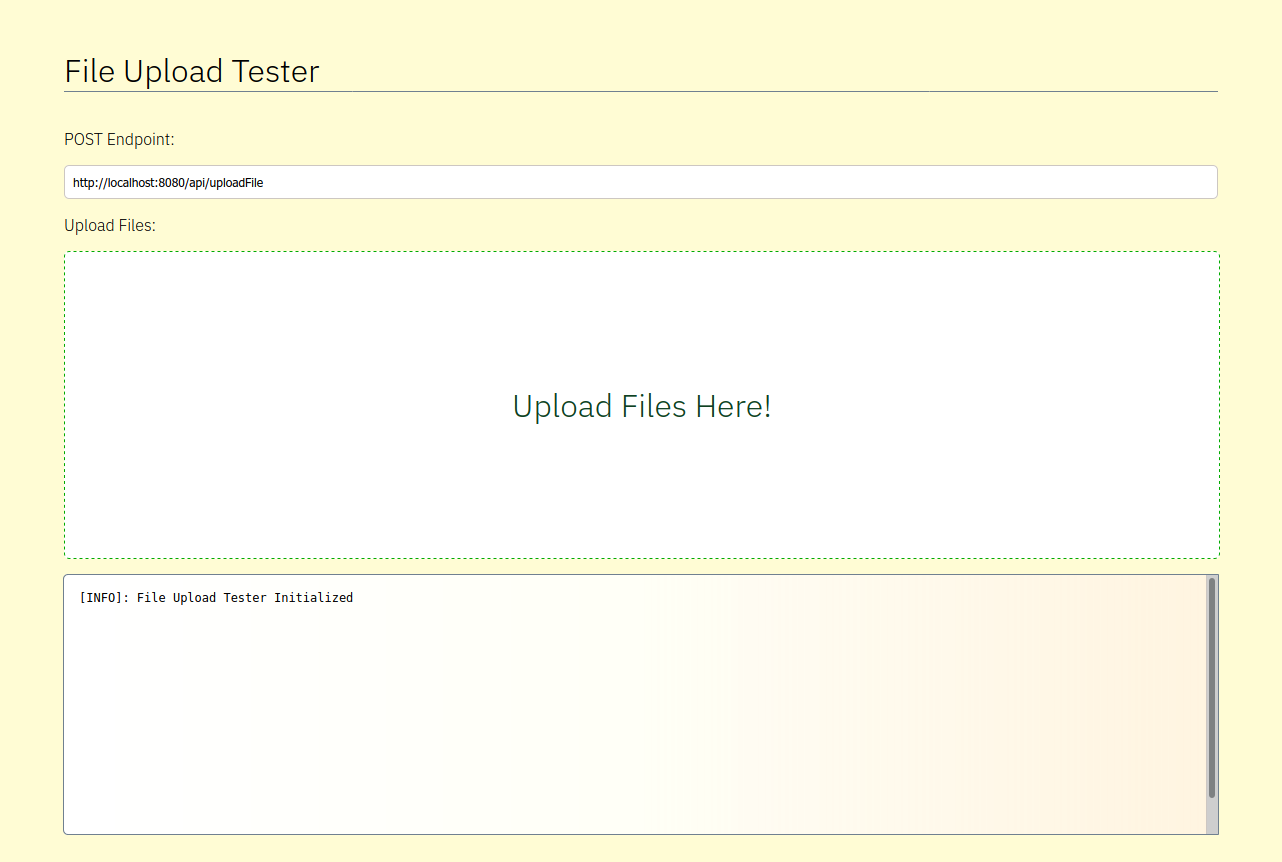 File Upload Tester
POST Endpoint:
http://localhost:8080/api/uploadFile
Upload Files:
Upload Files Here!
[INFO]: File Upload Tester Initialized